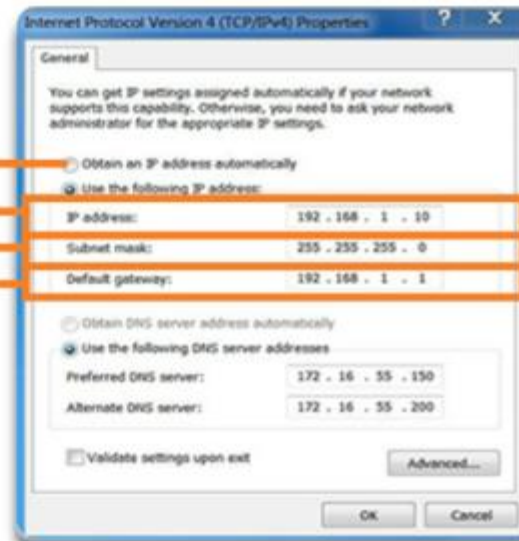 Internet Protocol Version 4 (TCP/IPv4) Properties
General
You can get IP settings assigned automatically if your network
supports this capability. Otherwise, you need to ask your network
administrator for the appropriate IP settings.
Obtain an IP address automatically
Use the following IP address:
IP address: 192 . 168 . 1 . 10
Subnet mask: 255 . 255 . 255 . 0
Default gateway: 192 . 168 . 1 . 1
Obtain DNS server address automatically
Use the following DNS server addresses
Preferred DNS server: 172 . 16 . 55 . 150
Alternate DNS server: 172 . 16 . 55 . 200
Validate settings upon exit
Advanced...
OK Cancel